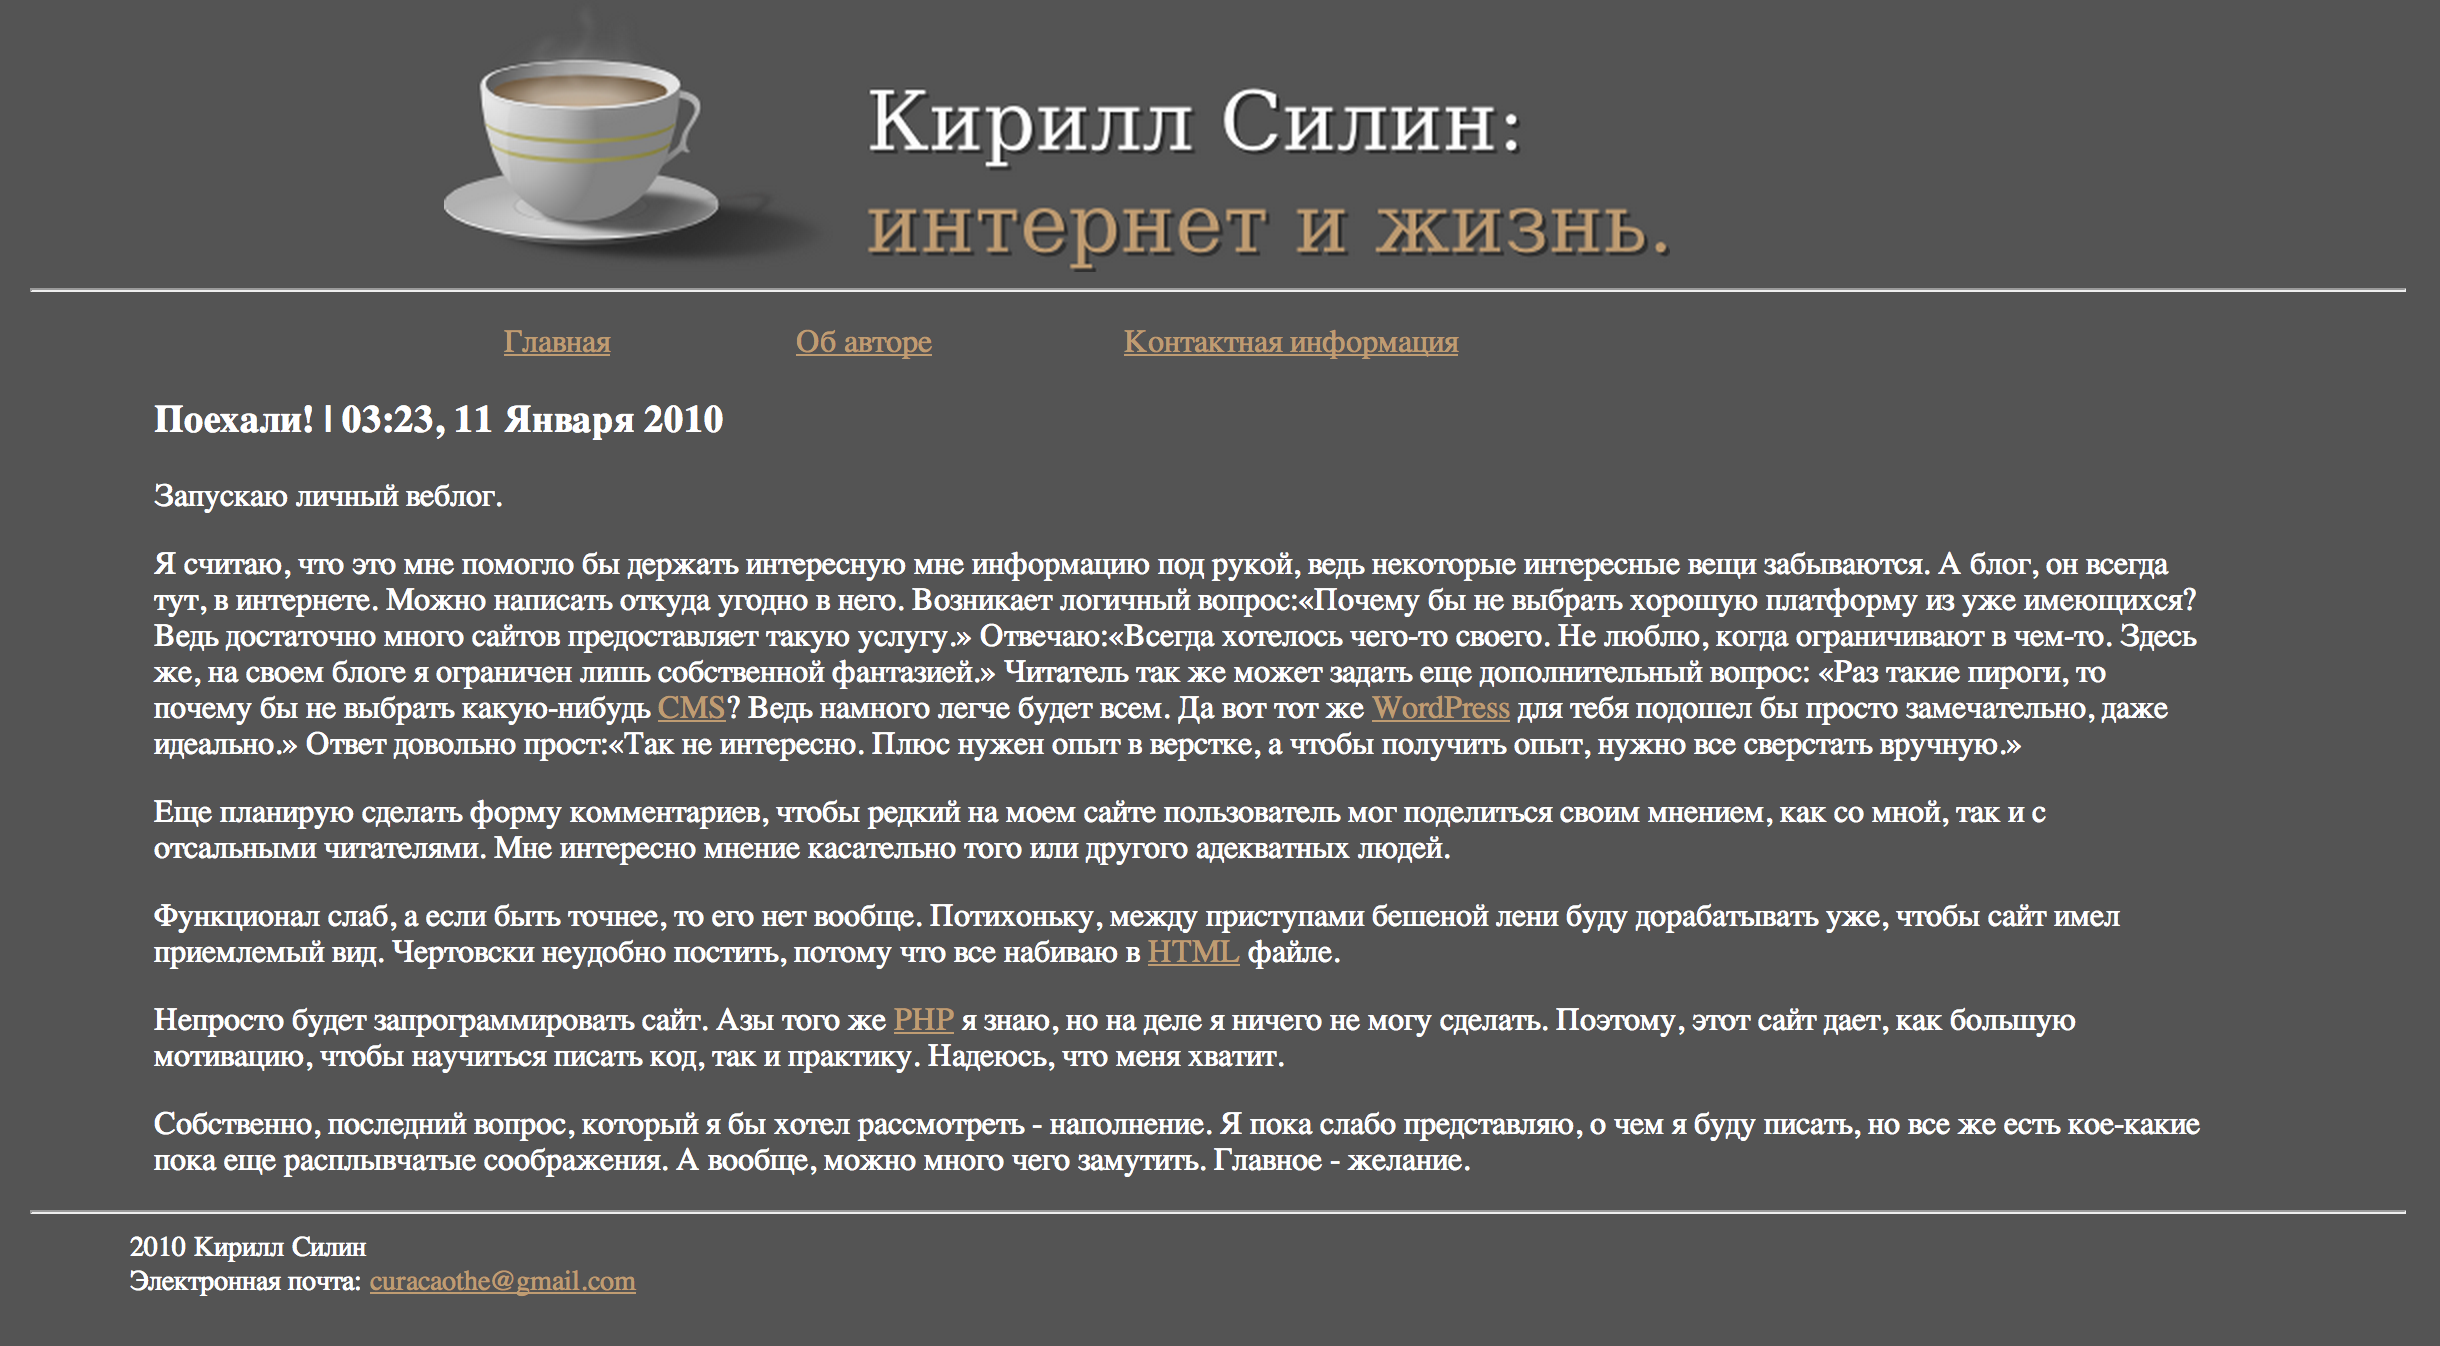 Кирилл Силин:
интернет и жизнь.
Главная Об авторе Контактная информация
Поехали! | 03:23, 11 Января 2010
Запускаю личный веблог.
Я считаю, что это мне помогло бы держать интересную мне информацию под рукой, ведь некоторые интересные вещи забываются. А блог, он всегда
тут, в интернете. Можно написать откуда угодно в него. Возникает логичный вопрос:«Почему бы не выбрать хорошую платформу из уже имеющихся?
Ведь достаточно много сайтов предоставляет такую услугу.» Отвечаю:«Всегда хотелось чего-то своего. Не люблю, когда ограничивают в чем-то. Здесь
же, на своем блоге я ограничен лишь собственной фантазией.» Читатель так же может задать еще дополнительный вопрос: «Раз такие пироги, то
почему бы не выбрать какую-нибудь CMS? Ведь намного легче будет всем. Да вот тот же WordPress для тебя подошел бы просто замечательно, даже
идеально.» Ответ довольно прост:«Так не интересно. Плюс нужен опыт в верстке, а чтобы получить опыт, нужно все сверстать вручную.»
Еще планирую сделать форму комментариев, чтобы редкий на моем сайте пользователь мог поделиться своим мнением, как со мной, так и с
отсальными читателями. Мне интересно мнение касательно того или другого адекватных людей.
Функционал слаб, а если быть точнее, то его нет вообще. Потихоньку, между приступами бешеной лени буду дорабатывать уже, чтобы сайт имел
приемлемый вид. Чертовски неудобно постить, потому что все набиваю в HTML файле.
Непросто будет запрограммировать сайт. Азы того же PHP я знаю, но на деле я ничего не могу сделать. Поэтому, этот сайт дает, как большую
мотивацию, чтобы научиться писать код, так и практику. Надеюсь, что меня хватит.
Собственно, последний вопрос, который я бы хотел рассмотреть - наполнение. Я пока слабо представляю, о чем я буду писать, но все же есть кое-какие
пока еще расплывчатые соображения. А вообще, можно много чего замутить. Главное - желание.
2010 Кирилл Силин
Электронная почта: curacaothe@gmail.com